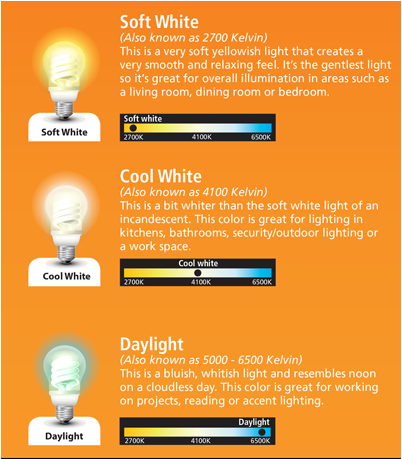 Soft White
(Also known as 2700 Kelvin)
This is a very soft yellowish light that creates a
very smooth and relaxing feel. It's the gentlest light
so it's great for overall illumination in areas such as
a living room, dining room or bedroom.
Soft White
Soft white
2700K 4100K 6500K
Cool White
(Also known as 4100 Kelvin)
This is a bit whiter than the soft white light of an
incandescent. This color is great for lighting in
kitchens, bathrooms, security/outdoor lighting or
a work space.
Cool White
Cool white
2700K 4100K 6500K
Daylight
(Also known as 5000 - 6500 Kelvin)
This is a bluish, whitish light and resembles noon
on a cloudless day. This color is great for working
on projects, reading or accent lighting.
Daylight
Daylight
2700K 4100K 6500K